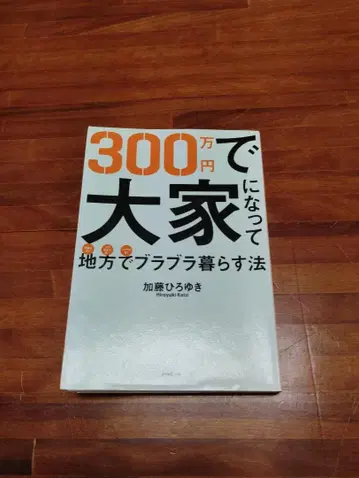 300万円で
大家になって
地方でブラブラ暮らす法
加藤ひろゆき
Hiroyuki Kato